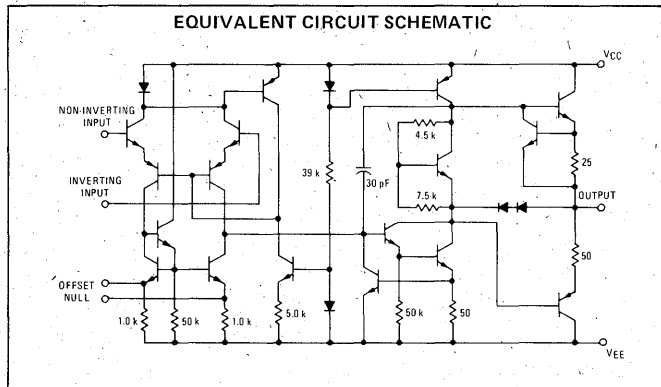 EQUIVALENT CIRCUIT SCHEMATIC
VCC
NON-INVERTING
INPUT
4.5 k
25
39 k
30 pF
INVERTING
INPUT
7.5 k
OUTPUT
50
OFFSET
NULL
1.0 k
50 k
1.0 k
5.0 k
50 k
50
VEE